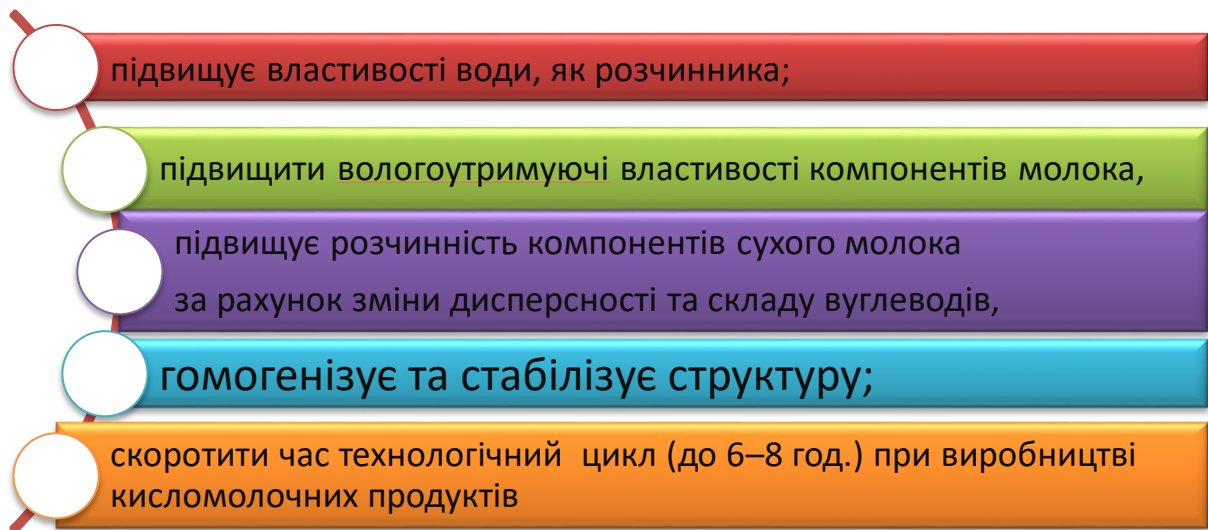 підвищує властивості води, як розчинника;
підвищити вологоутримуючі властивості компонентів молока,
підвищує розчинність компонентів сухого молока
за рахунок зміни дисперсності та складу вуглеводів,
гомогенізує та стабілізує структуру;
скоротити час технологічний цикл (до 6–8 год.) при виробництві
кисломолочних продуктів